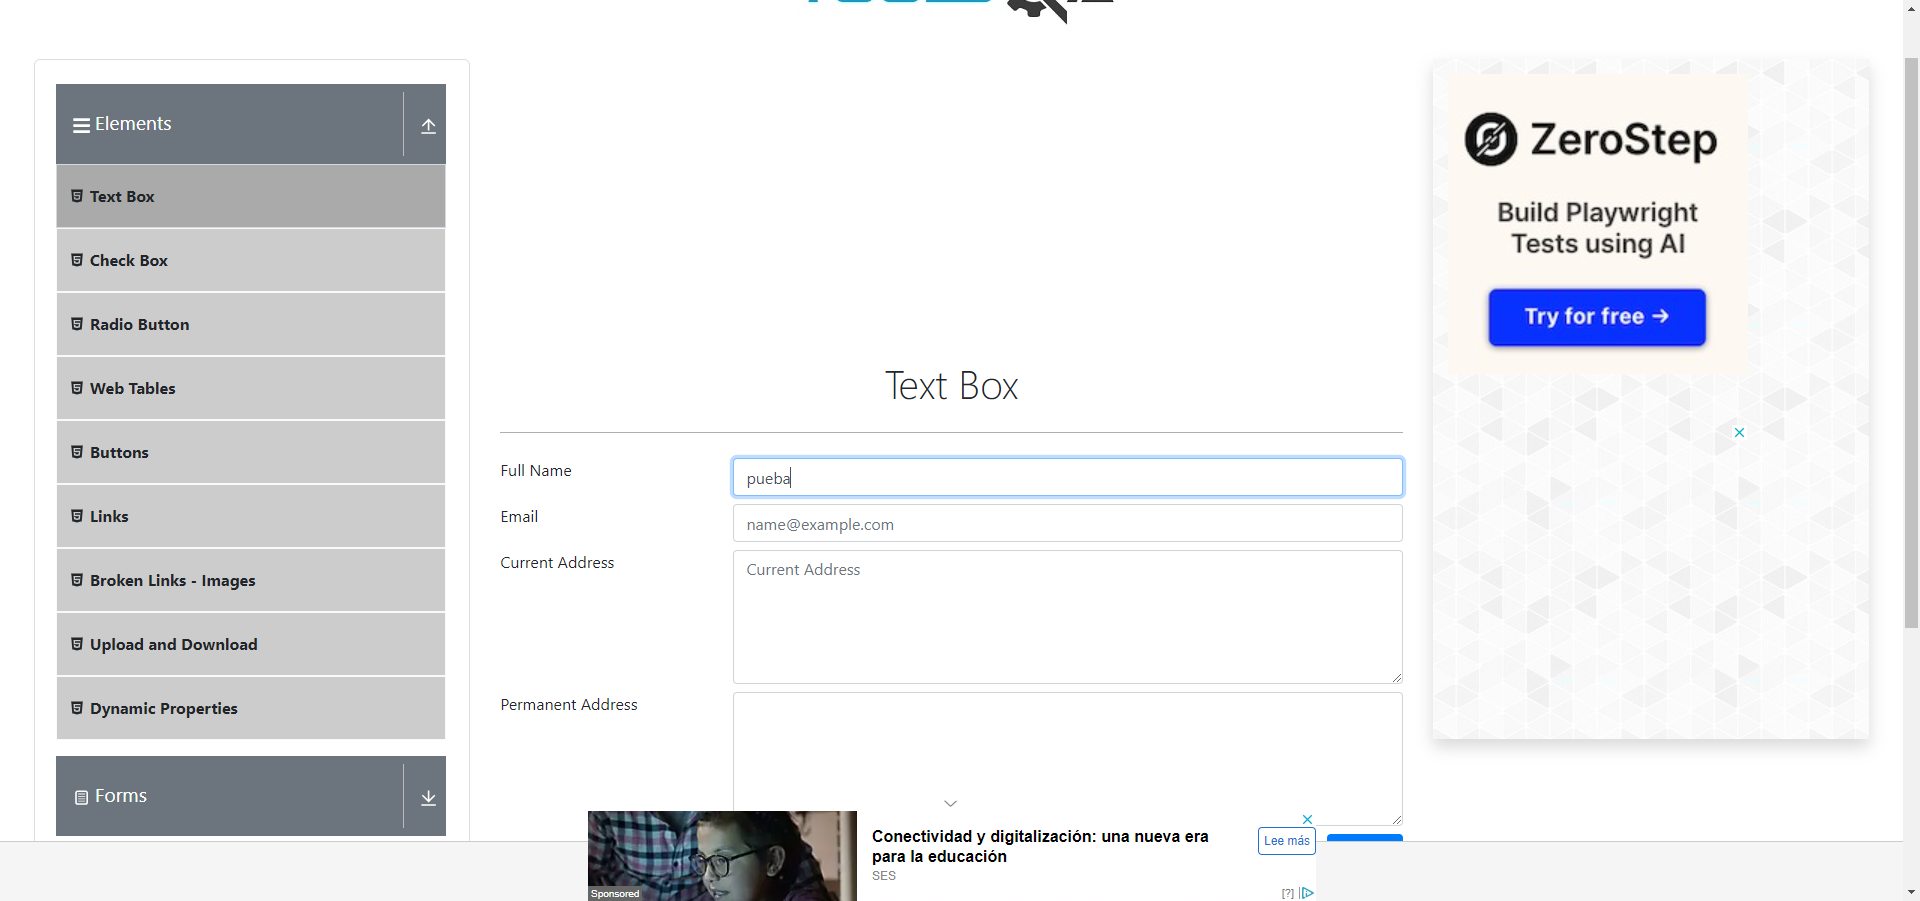 Elements
Text Box
Check Box
Radio Button
Web Tables
Buttons
Links
Broken Links - Images
Upload and Download
Dynamic Properties
Forms
Text Box
Full Name
pueba
Email
name@example.com
Current Address
Current Address
Permanent Address
ZeroStep
Build Playwright
Tests using AI
Try for free →
Sponsored
Conectividad y digitalización: una nueva era
para la educación
SES
Lee más
[?]